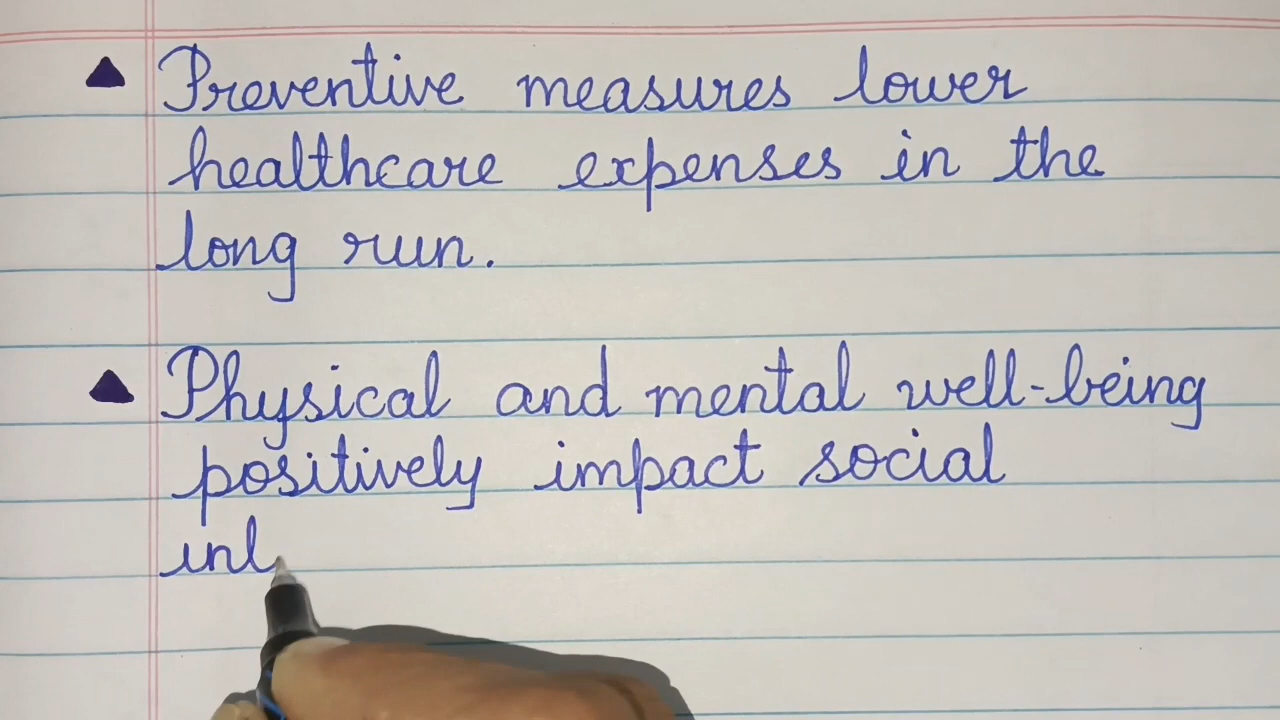 Preventive measures lower
healthcare expenses in the
long run.
Physical and mental well-being
positively impact social